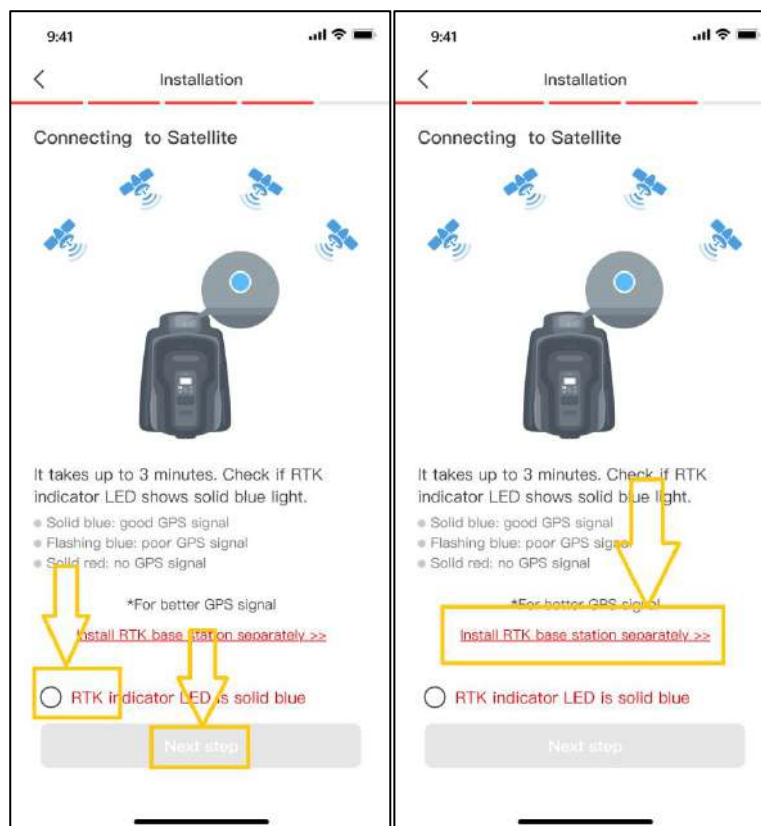 9:41
Installation
Connecting to Satellite
It takes up to 3 minutes. Check if RTK
indicator LED shows solid blue light.
Solid blue: good GPS signal
Flashing blue: poor GPS signal
Solid red: no GPS signal
*For better GPS signal
Install RTK base station separately >>
RTK indicator LED is solid blue
Next step
9:41
Installation
Connecting to Satellite
It takes up to 3 minutes. Check if RTK
indicator LED shows solid blue light.
Solid blue: good GPS signal
Flashing blue: poor GPS signal
Solid red: no GPS signal
*For better GPS signal
Install RTK base station separately >>
RTK indicator LED is solid blue
Next step